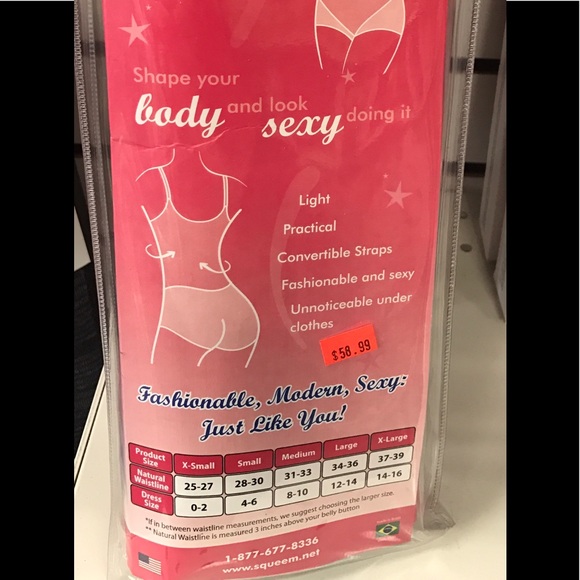 Shape your
body and look sexy doing it
Light
Practical
Convertible Straps
Fashionable and sexy
Unnoticeable under
clothes
$58.99
Fashionable, Modern, Sexy:
Just Like You!
Product Size X-Small Small Medium Large X-Large
Natural Waistline 25-27 28-30 31-33 34-36 37-39
Dress Size 0-2 4-6 8-10 12-14 14-16
*If in between waistline measurements, we suggest choosing the larger size.
** Natural Waistline is measured 3 inches above your belly button
1-877-677-8336
www.squeem.net